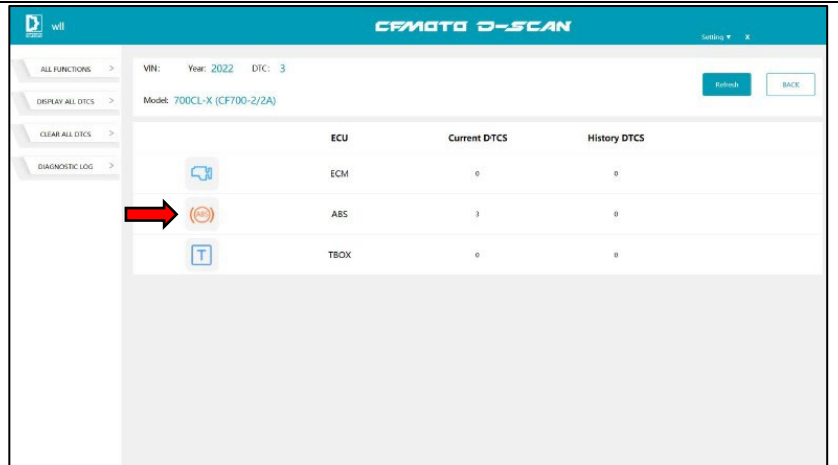 wll
CFMOTO D-SCAN
Setting ▼ X
ALL FUNCTIONS >
DISPLAY ALL DTCS >
CLEAR ALL DTCS >
DIAGNOSTIC LOG >
VIN: Year: 2022 DTC: 3
Model: 700CL-X (CF700-2/2A)
Refresh
BACK
ECU Current DTCS History DTCS
ECM 0 0
(ABS) ABS 3 0
T TBOX 0 0